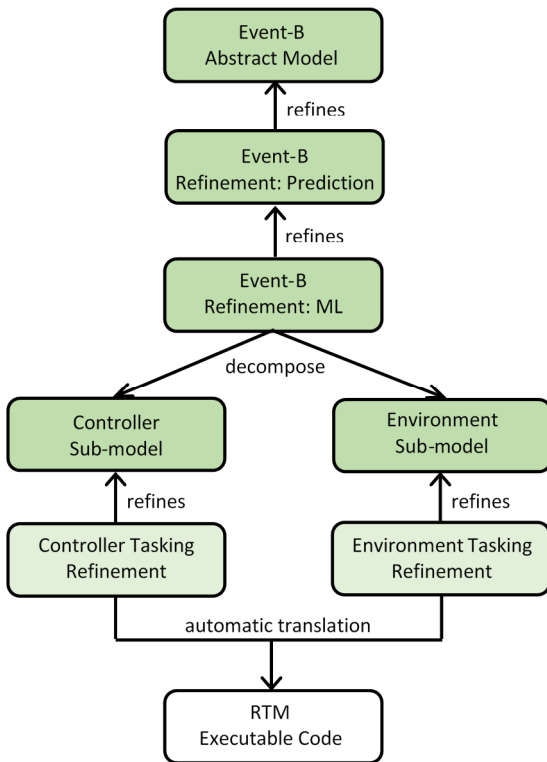 Event-B
Abstract Model
refines
Event-B
Refinement: Prediction
refines
Event-B
Refinement: ML
decompose
Controller
Sub-model
Environment
Sub-model
refines
refines
Controller Tasking
Refinement
Environment Tasking
Refinement
automatic translation
RTM
Executable Code